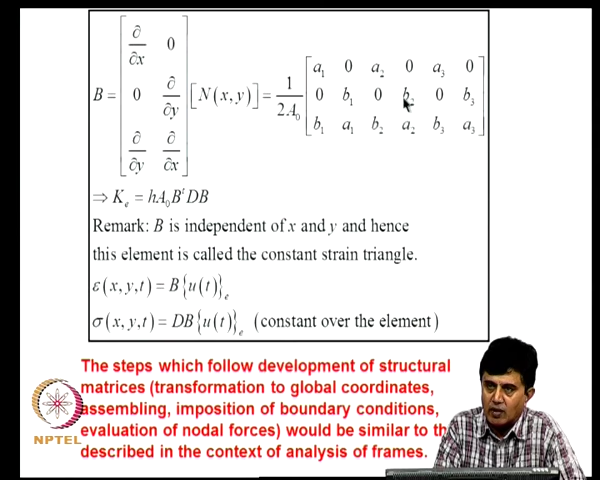 B = [∂/∂x 0; 0 ∂/∂y; ∂/∂y ∂/∂x] [N(x, y)] = 1/(2A₀) [a₁ 0 a₂ 0 a₃ 0; 0 b₁ 0 b₂ 0 b₃; b₁ a₁ b₂ a₂ b₃ a₃]
⇒ Kₑ = hA₀BᵗDB
Remark: B is independent of x and y and hence
this element is called the constant strain triangle.
ε(x, y, t) = B{u(t)}ₑ
σ(x, y, t) = DB{u(t)}ₑ (constant over the element)
The steps which follow development of structural
matrices (transformation to global coordinates,
assembling, imposition of boundary conditions,
evaluation of nodal forces) would be similar to
described in the context of analysis of frames.
NPTEL